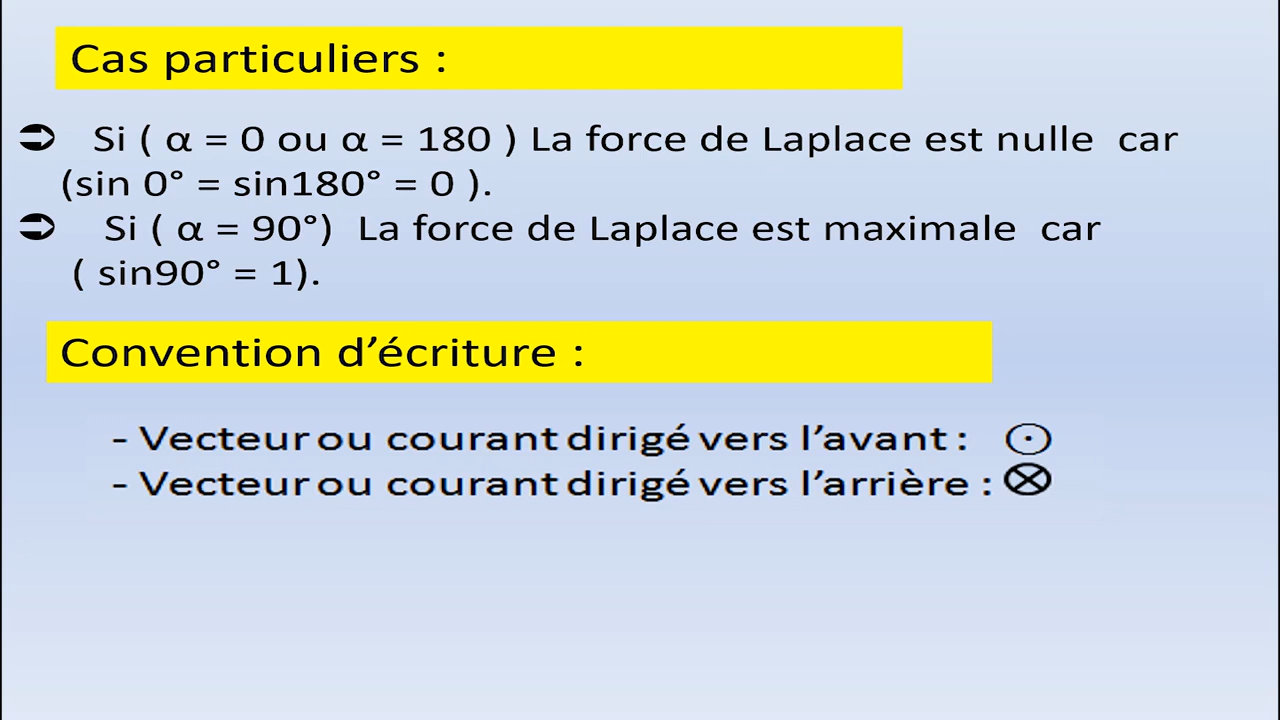 Cas particuliers :
➲ Si ( α = 0 ou α = 180 ) La force de Laplace est nulle car
(sin 0° = sin180° = 0 ).
➲ Si ( α = 90°) La force de Laplace est maximale car
( sin90° = 1).
Convention d’écriture :
- Vecteur ou courant dirigé vers l’avant : ⊙
- Vecteur ou courant dirigé vers l’arrière : ⊗